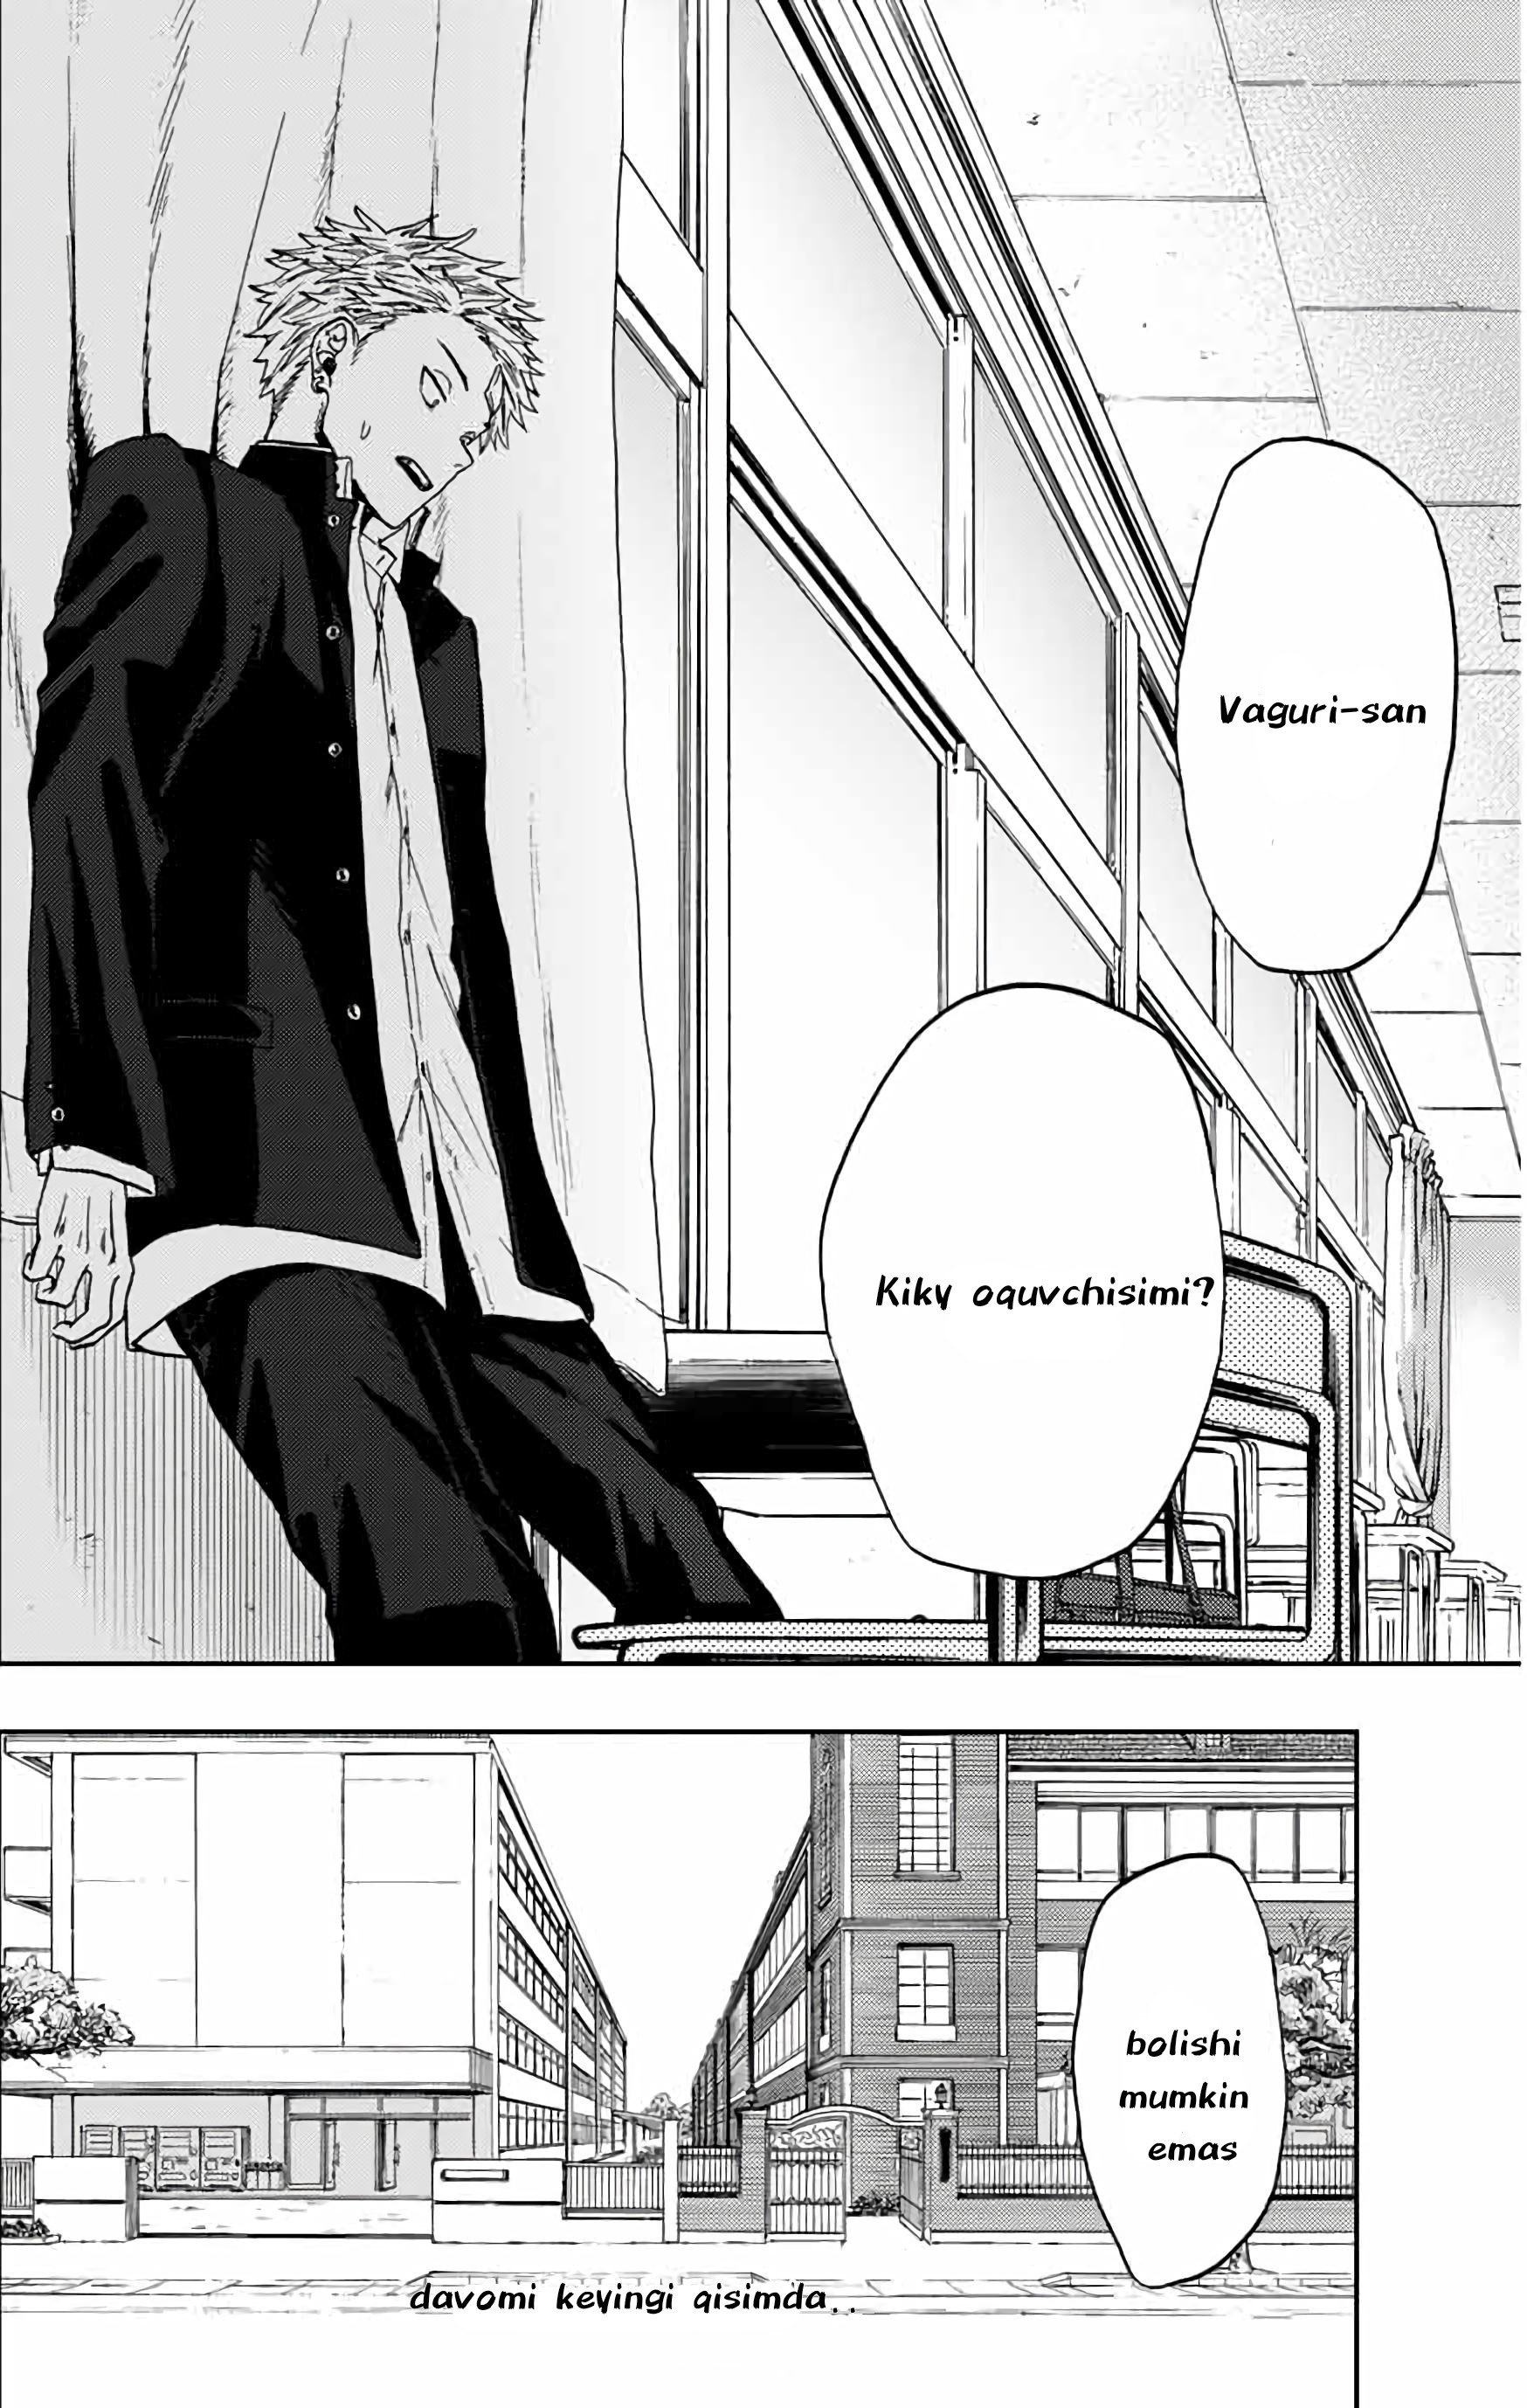 Vaguri-san
Kiky oquvchisimi?
bolishi
mumkin
emas
davomi keyingi qisimda..